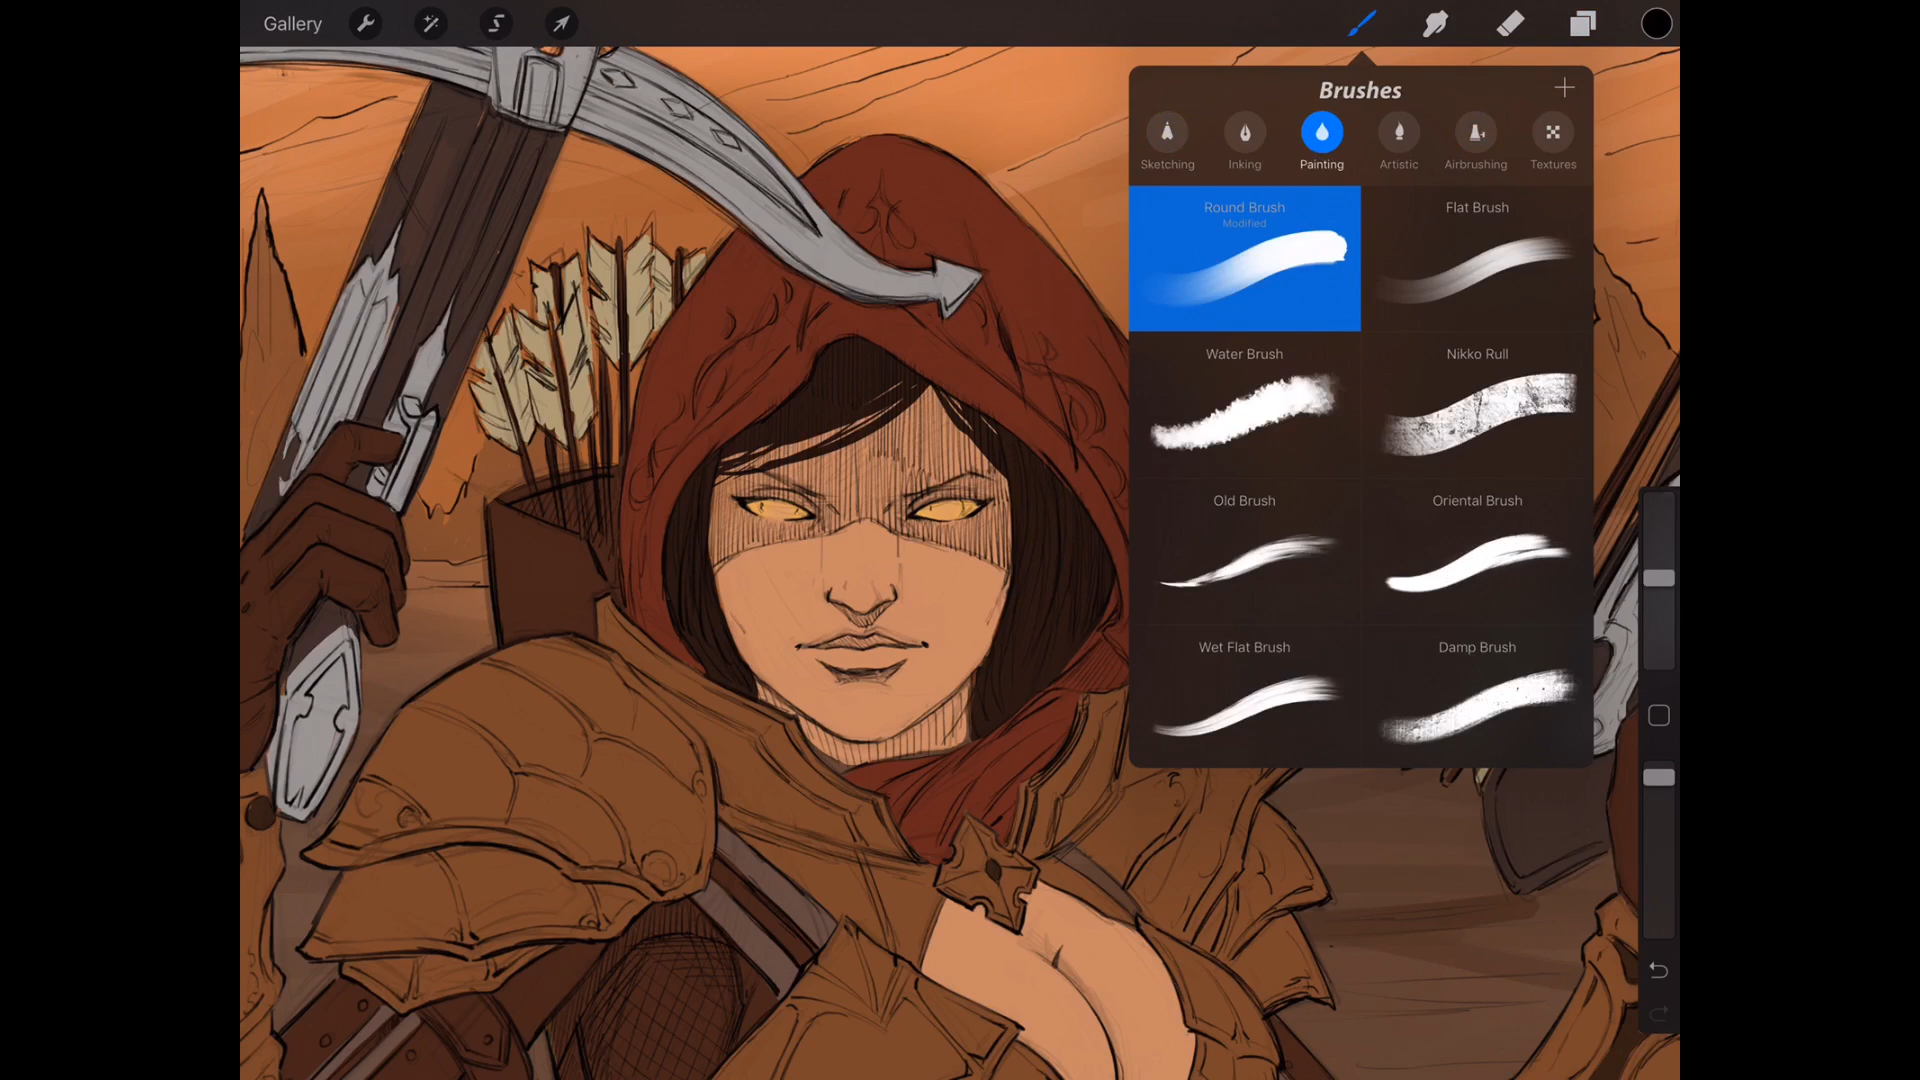 Gallery
Brushes
Sketching Inking Painting Artistic Airbrushing Textures
Round Brush Flat Brush
Modified
Water Brush Nikko Rull
Old Brush Oriental Brush
Wet Flat Brush Damp Brush